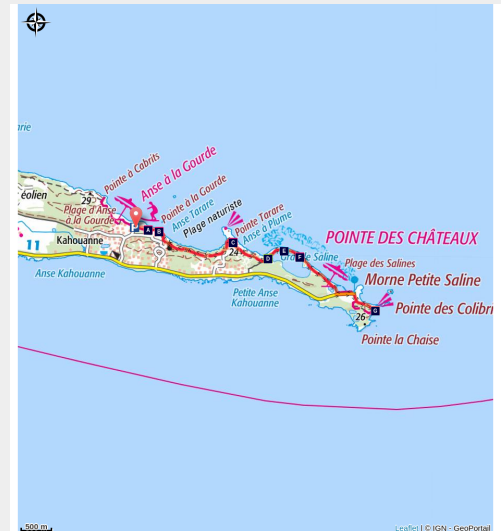 arie
éolien
29
Pointe à Cabrits
Anse à la Gourde
Plage d'Anse
à la Gourde
P
A
B
Pointe à la Gourde
Anse Tarare
Plage naturiste
Pointe Tarare
Anse à Plume
C
24
11
Kahouanne
Anse Kahouanne
D
E
F
Grande Saline
POINTE DES CHÂTEAUX
Plage des Salines
Morne Petite Saline
Petite Anse
Kahouanne
Pointe des Colibri
G
26
Pointe la Chaise
500 m
Leaflet | © IGN - GeoPortail